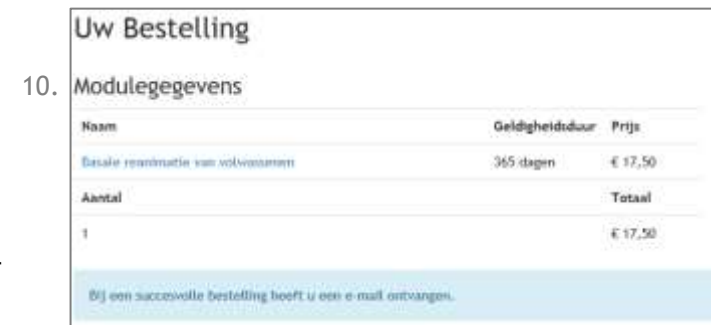 Uw Bestelling
10. Modulegegevens
Naam Geldigheidsduur Prijs
Basale reanimatie van volwassenen 365 dagen € 17,50
Aantal Totaal
1 € 17,50
Bij een succesvolle bestelling heeft u een e-mail ontvangen.